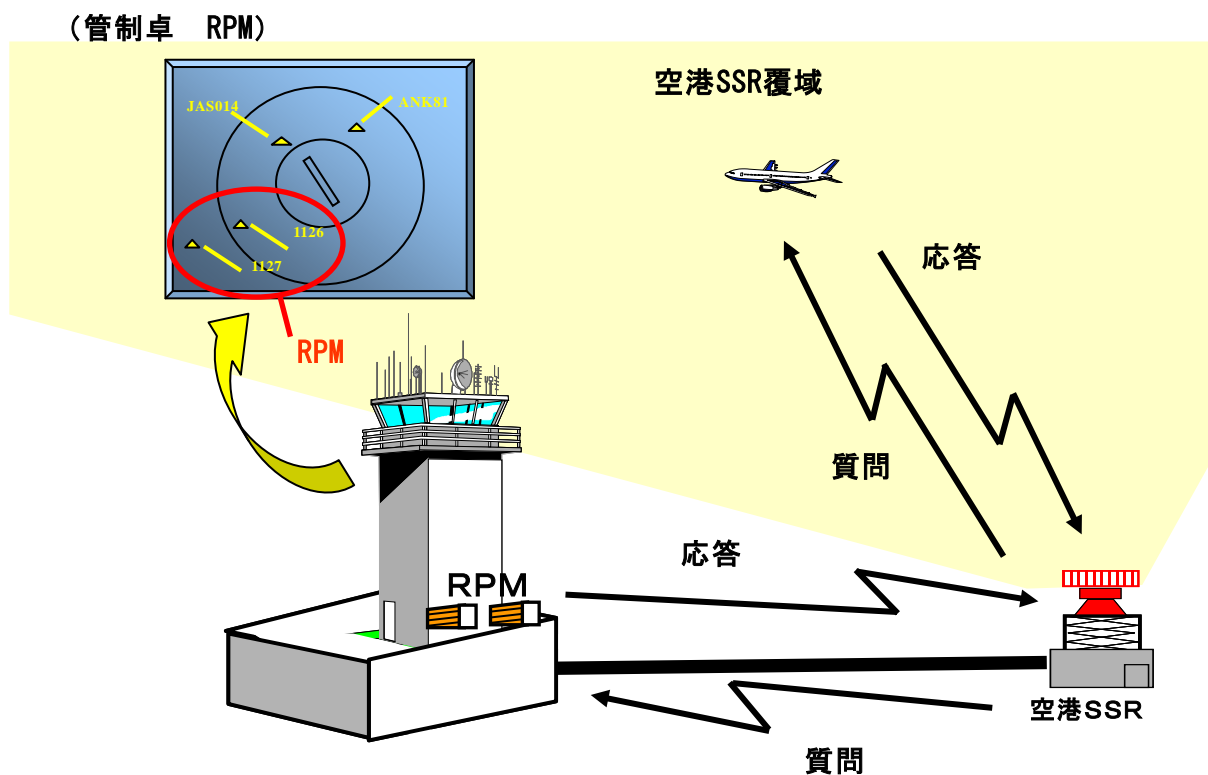 （管制卓　RPM）
空港SSR覆域
JAS014
ANK81
1126
1127
RPM
応答
質問
応答
RPM
空港SSR
質問